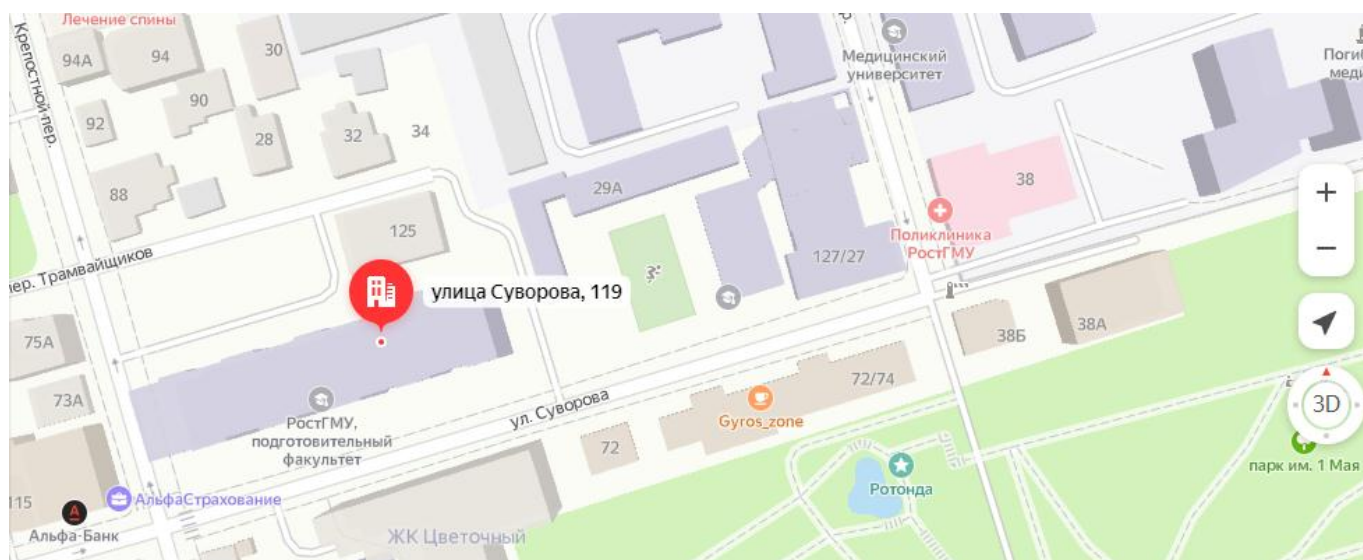 Лечение спины
94А
94
30
Крепостной пер.
92
90
28
32
34
88
29А
Медицинский
университет
38
Поликлиника
РостГМУ
125
пер. Трамвайщиков
улица Суворова, 119
127/27
75А
73А
38Б
38А
72/74
Gyros_zone
ул. Суворова
72
РостГМУ,
подготовительный
факультет
АльфаСтрахование
115
Альфа-Банк
ЖК Цветочный
Ротонда
парк им. 1 Мая
+
−
3D